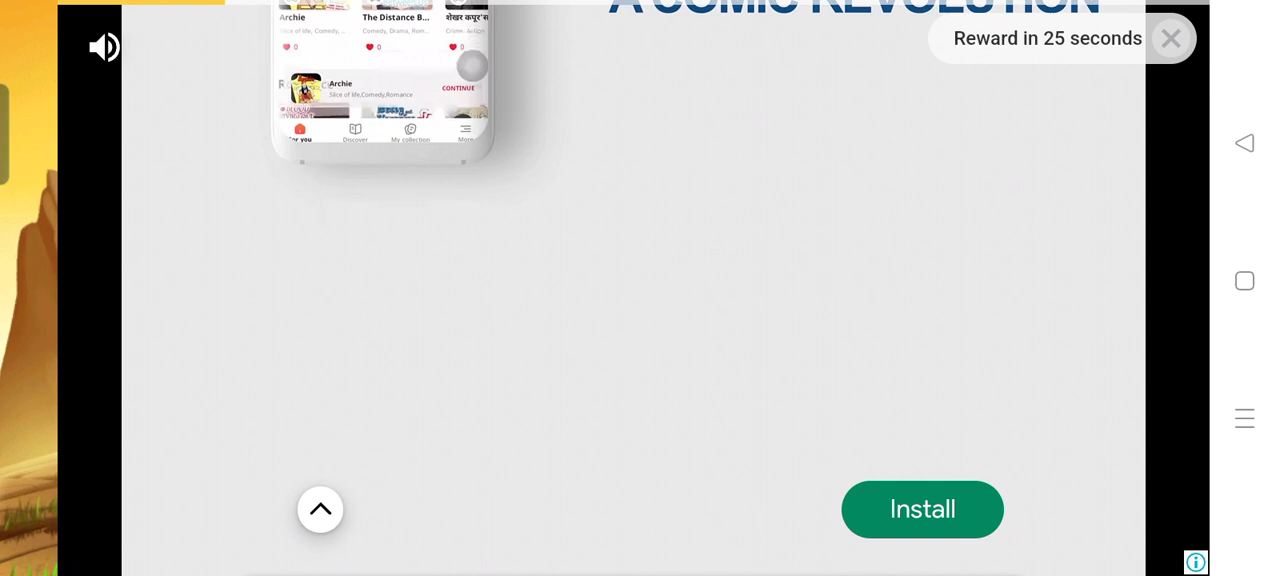 A COMIC REVOLUTION
Reward in 25 seconds
Archie
The Distance B...
शेखर कपूर'स
Slice of life, Comedy, ...
Comedy, Drama, Rom...
Crime, Action
0
0
0
Archie
Slice of life,Comedy,Romance
CONTINUE
For you
Discover
My collection
More
Install